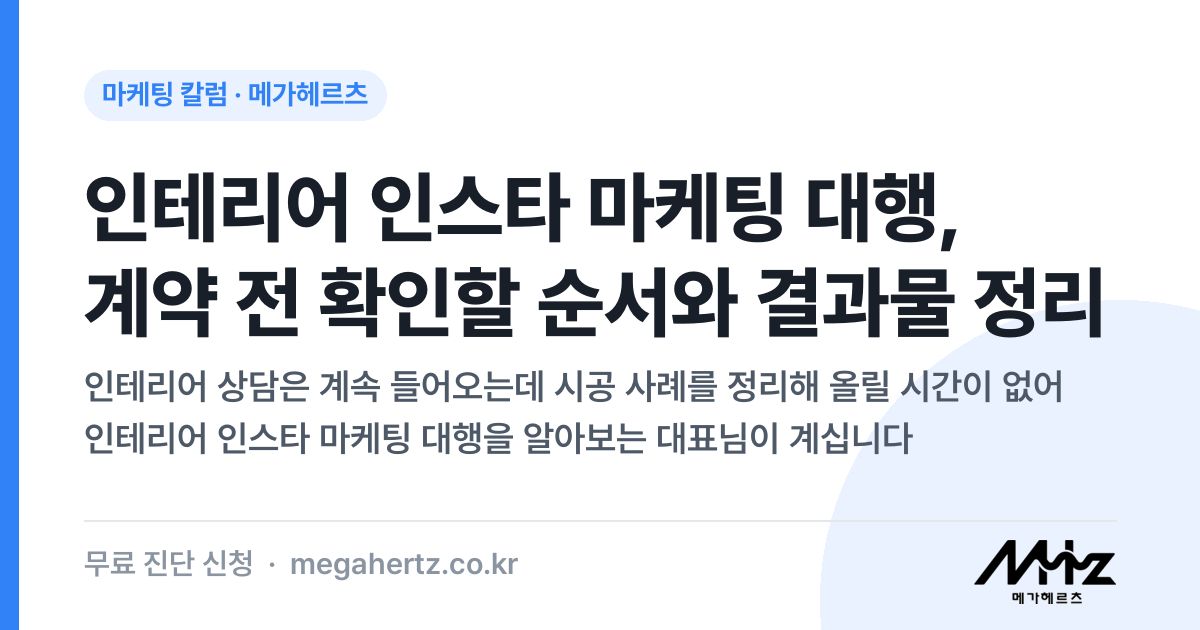 마케팅 칼럼 · 메가헤르츠
인테리어 인스타 마케팅 대행,
계약 전 확인할 순서와 결과물 정리
인테리어 상담은 계속 들어오는데 시공 사례를 정리해 올릴 시간이 없어
인테리어 인스타 마케팅 대행을 알아보는 대표님이 계십니다
무료 진단 신청 · megahertz.co.kr
MHz
메가헤르츠